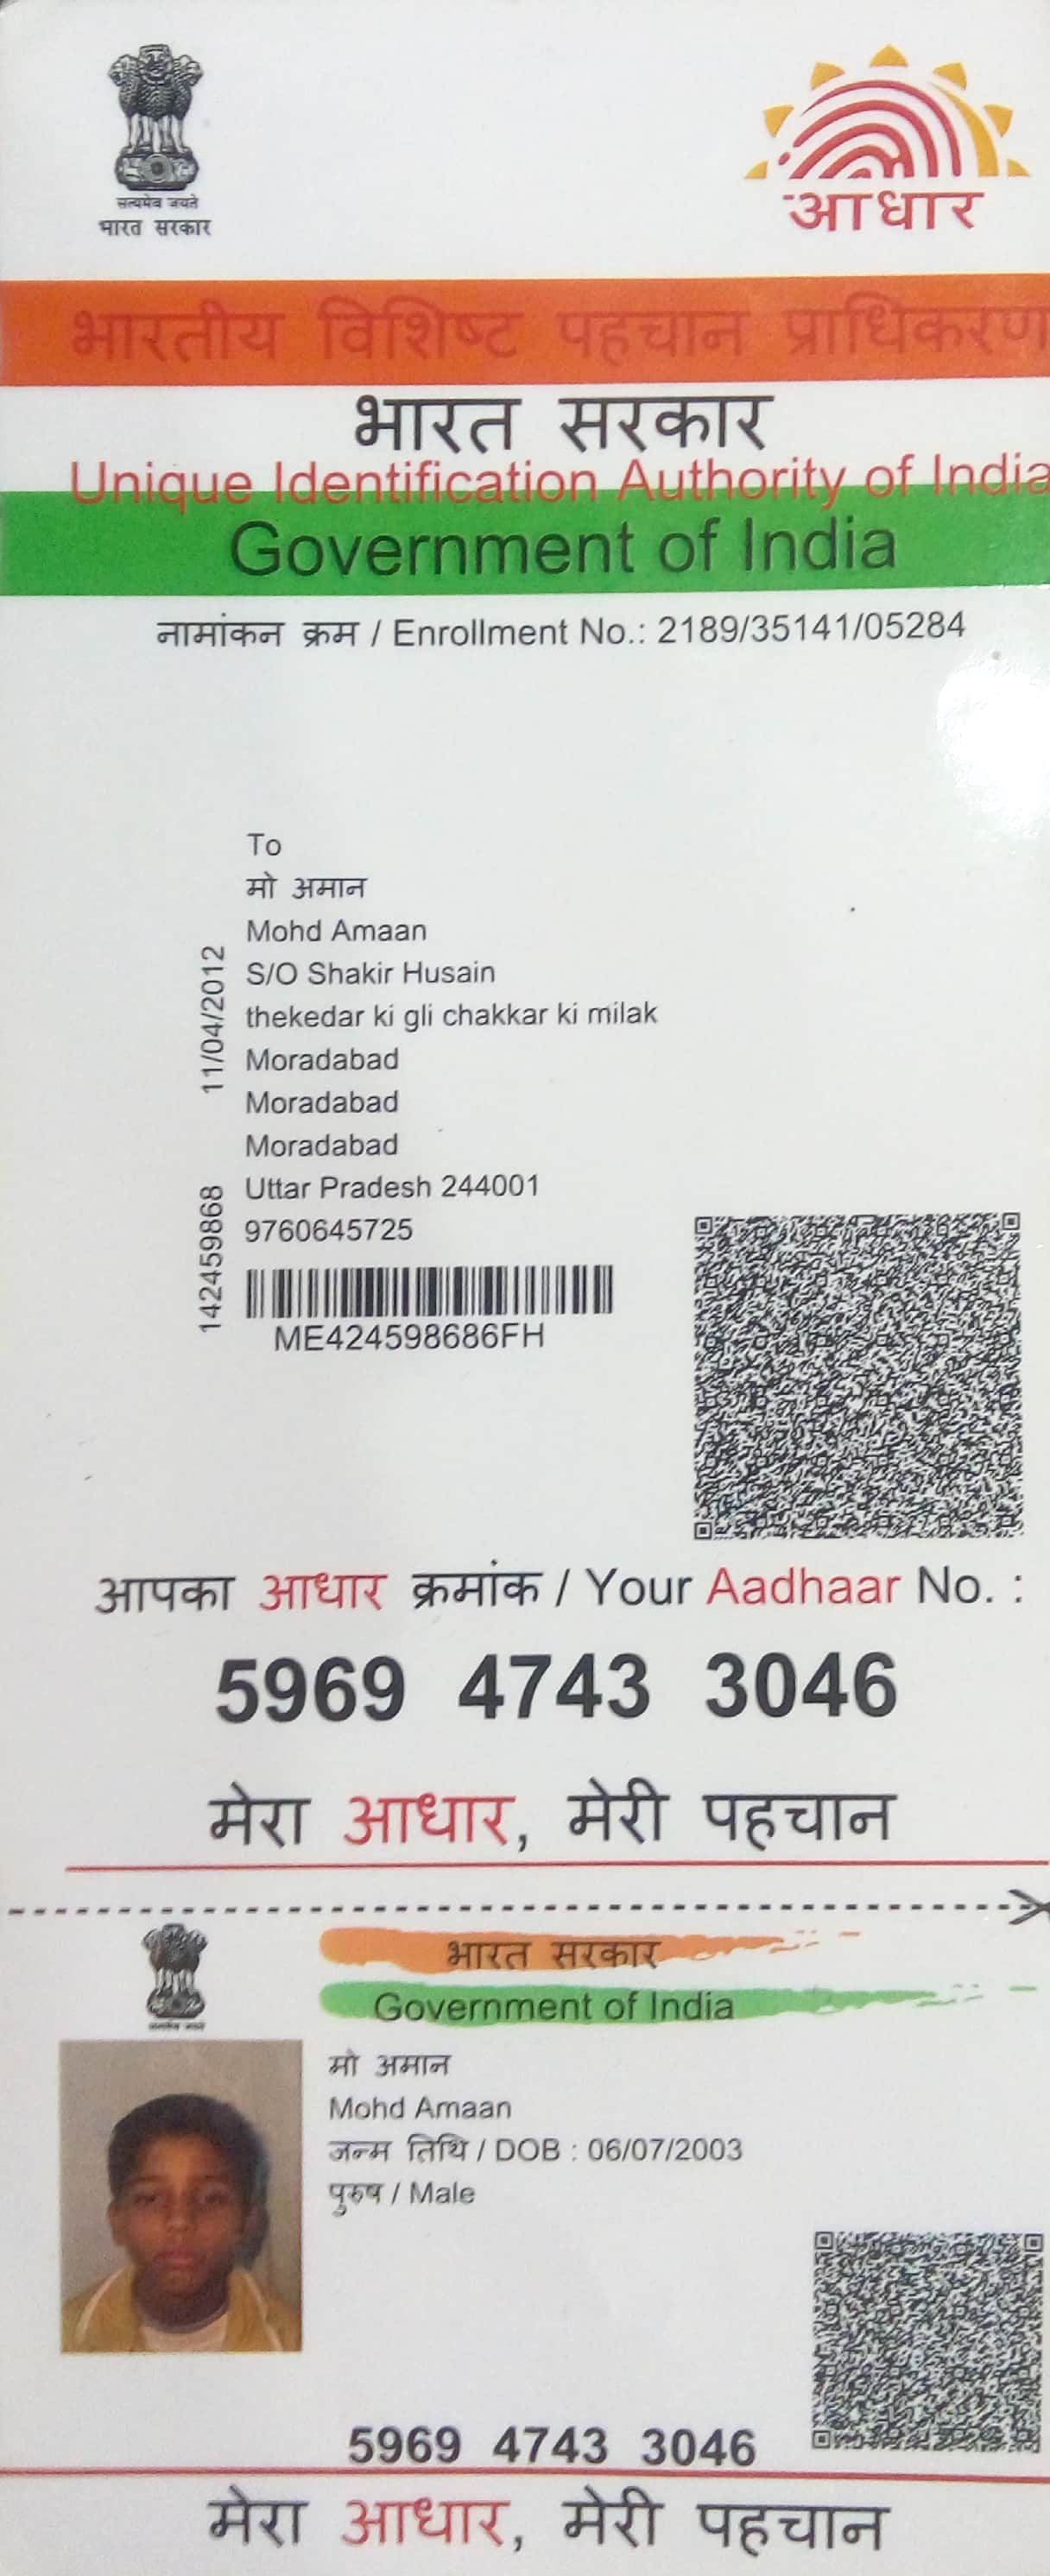 सत्यमेव जयते
भारत सरकार
आधार
भारतीय विशिष्ट पहचान प्राधिकरण
भारत सरकार
Unique Identification Authority of India
Government of India
नामांकन क्रम / Enrollment No.: 2189/35141/05284
To
मो अमान
Mohd Amaan
S/O Shakir Husain
thekedar ki gli chakkar ki milak
Moradabad
Moradabad
Moradabad
Uttar Pradesh 244001
9760645725
11/04/2012
142459868
ME424598686FH
आपका आधार क्रमांक / Your Aadhaar No. :
5969 4743 3046
मेरा आधार, मेरी पहचान
भारत सरकार
Government of India
मो अमान
Mohd Amaan
जन्म तिथि / DOB : 06/07/2003
पुरुष / Male
5969 4743 3046
मेरा आधार, मेरी पहचान